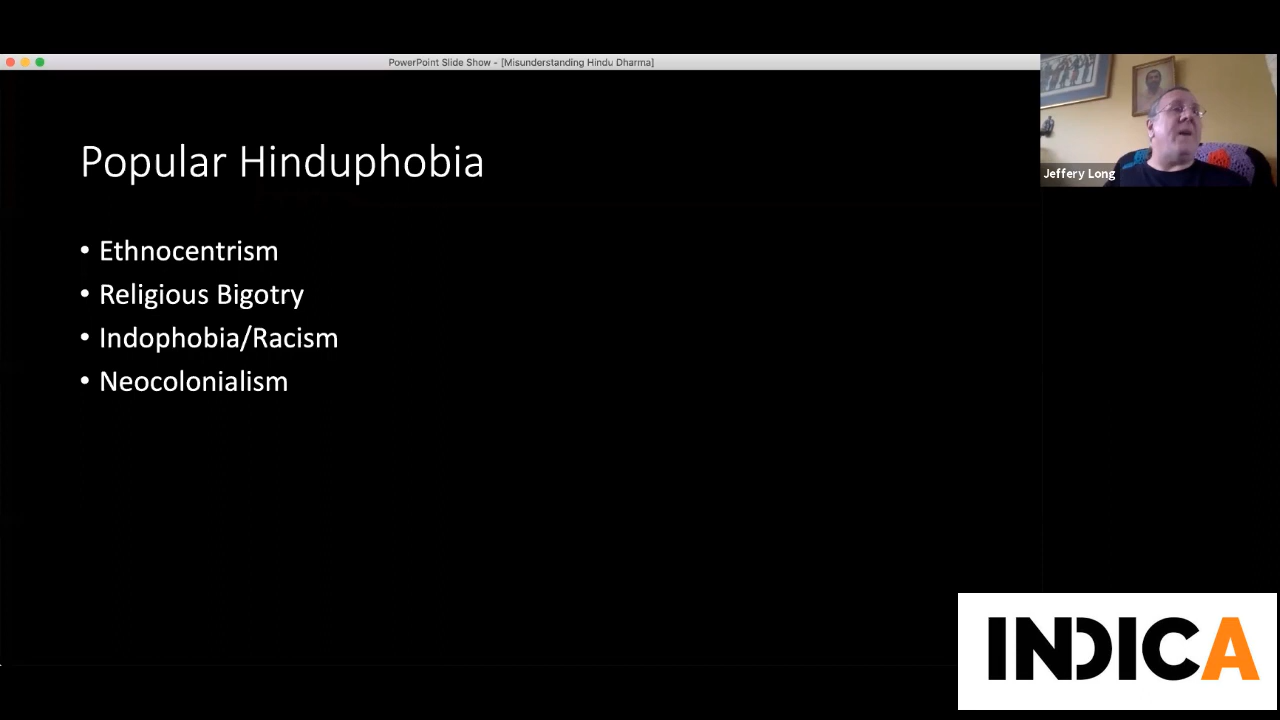 PowerPoint Slide Show - [Misunderstanding Hindu Dharma]
Jeffery Long
Popular Hinduphobia
• Ethnocentrism
• Religious Bigotry
• Indophobia/Racism
• Neocolonialism
INDICA